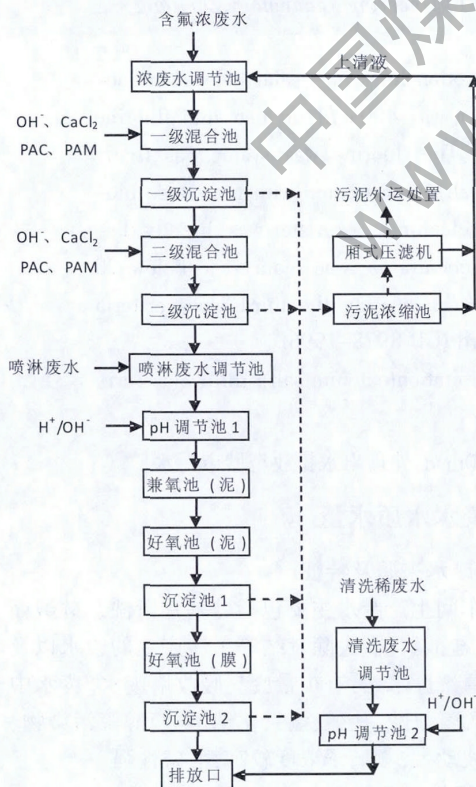 含氟浓废水
浓废水调节池
上清液
OH⁻、CaCl₂
PAC、PAM
一级混合池
一级沉淀池
污泥外运处置
OH⁻、CaCl₂
PAC、PAM
二级混合池
厢式压滤机
二级沉淀池
污泥浓缩池
喷淋废水
喷淋废水调节池
H⁺/OH⁻
pH 调节池 1
兼氧池（泥）
好氧池（泥）
沉淀池 1
清洗稀废水
好氧池（膜）
清洗废水
调节池
沉淀池 2
H⁺/OH⁻
pH 调节池 2
排放口
中国煤
www.